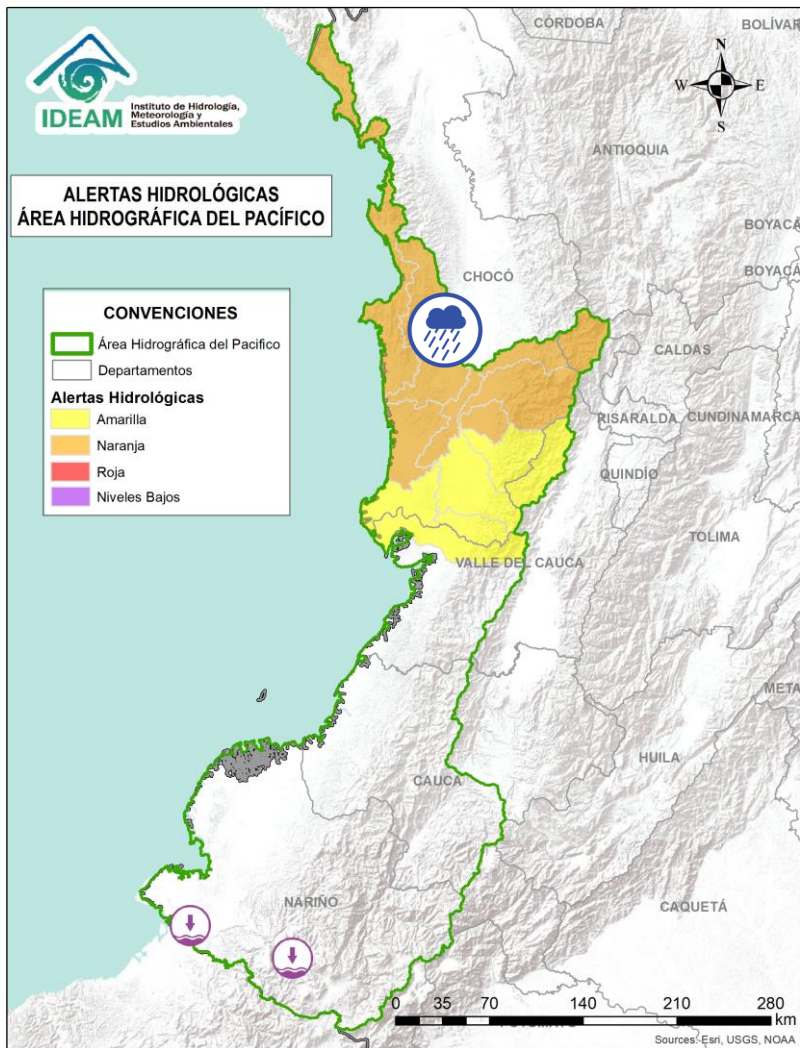 CÓRDOBA
BOLÍVAR
IDEAM
Instituto de Hidrología,
Meteorología y
Estudios Ambientales
N
W
E
S
ANTIOQUIA
ALERTAS HIDROLÓGICAS
ÁREA HIDROGRÁFICA DEL PACÍFICO
BOYACÁ
BOYACÁ
CHOCÓ
CONVENCIONES
Área Hidrográfica del Pacifico
Departamentos
Alertas Hidrológicas
Amarilla
Naranja
Roja
Niveles Bajos
CALDAS
RISARALDA
CUNDINAMARCA
QUINDÍO
TOLIMA
VALLE DEL CAUCA
META
HUILA
CAUCA
NARIÑO
CAQUETÁ
0 35 70 140 210 280
km
Sources: Esri, USGS, NOAA